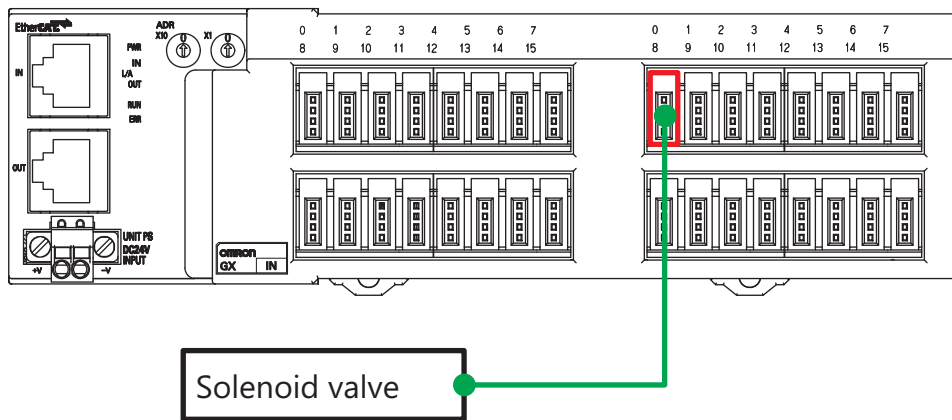 EtherCAT
ADR
X10
X1
0
0
PWR
IN
L/A
OUT
RUN
ERR
IN
OUT
UNIT PS
DC24V
INPUT
+V
-V
OMRON
GX IN
0 1 2 3 4 5 6 7
8 9 10 11 12 13 14 15
0 1 2 3 4 5 6 7
8 9 10 11 12 13 14 15
Solenoid valve